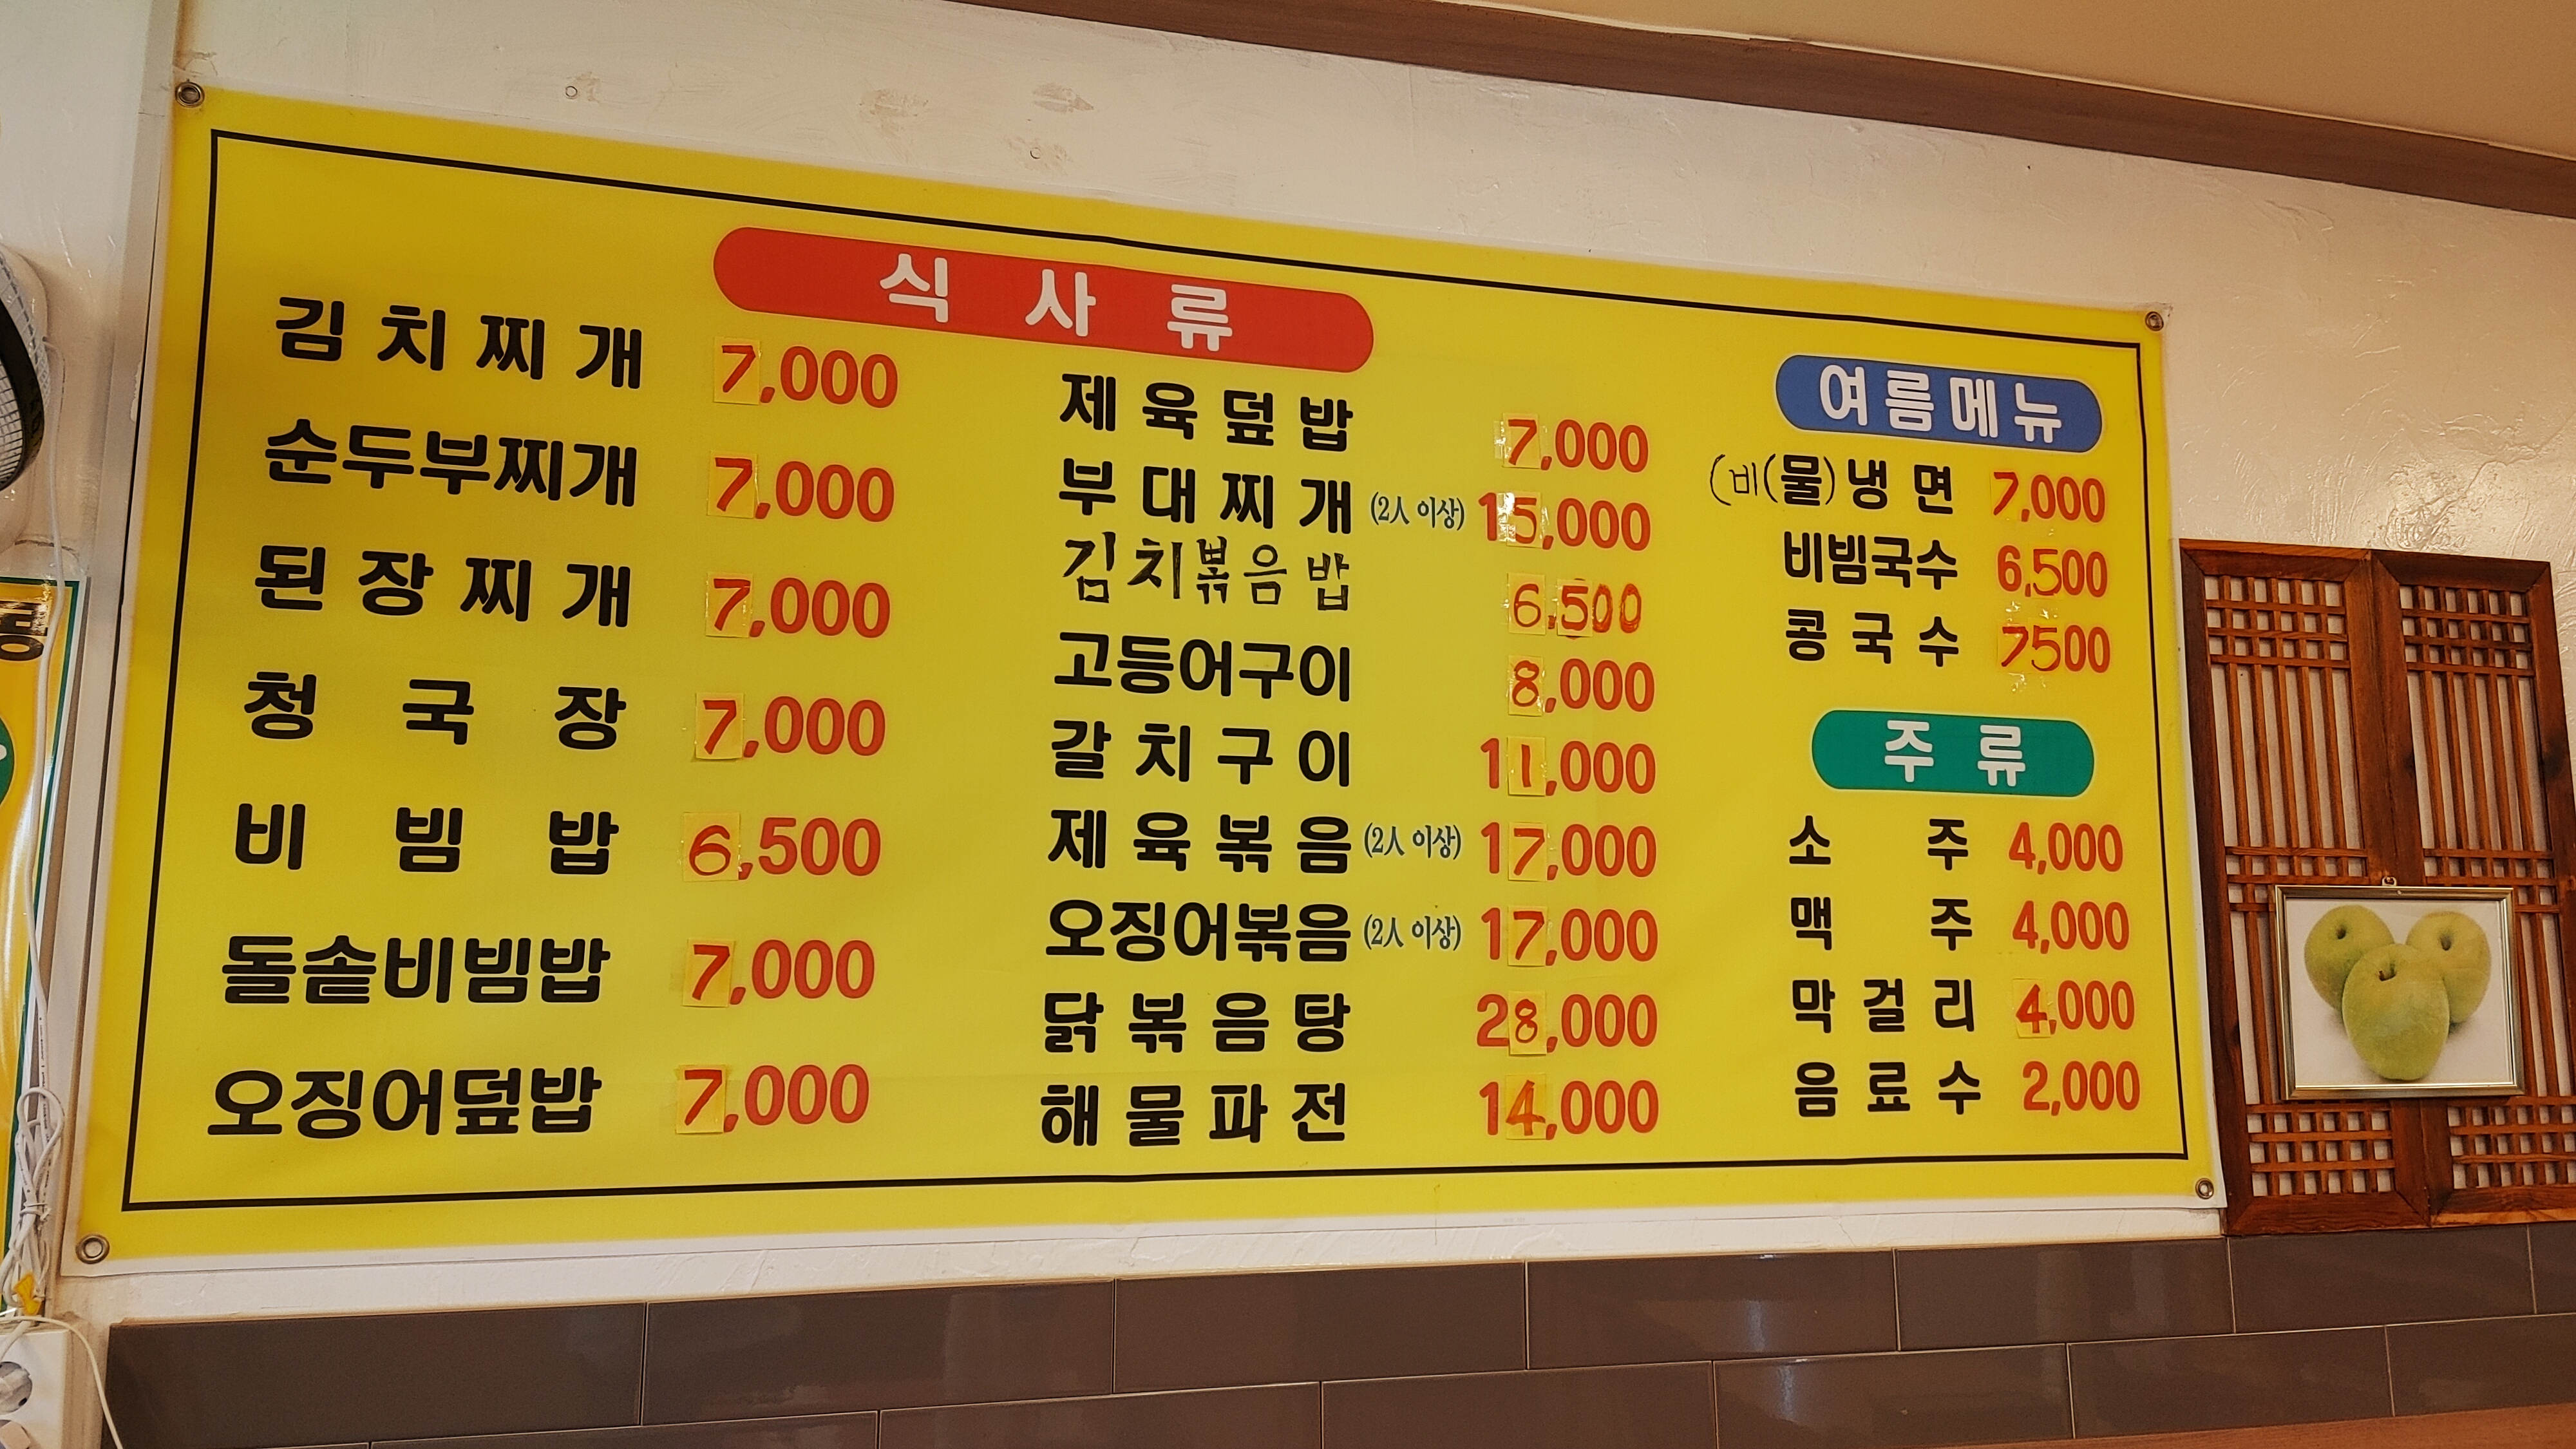 식사류
김치찌개 7,000
순두부찌개 7,000
된장찌개 7,000
청국장 7,000
비빔밥 6,500
돌솥비빔밥 7,000
오징어덮밥 7,000
제육덮밥 7,000
부대찌개 (2人 이상) 15,000
김치볶음밥 6,500
고등어구이 8,000
갈치구이 11,000
제육볶음 (2人 이상) 17,000
오징어볶음 (2人 이상) 17,000
닭볶음탕 28,000
해물파전 14,000
여름메뉴
(비(물)냉면 7,000
비빔국수 6,500
콩국수 7500
주류
소주 4,000
맥주 4,000
막걸리 4,000
음료수 2,000